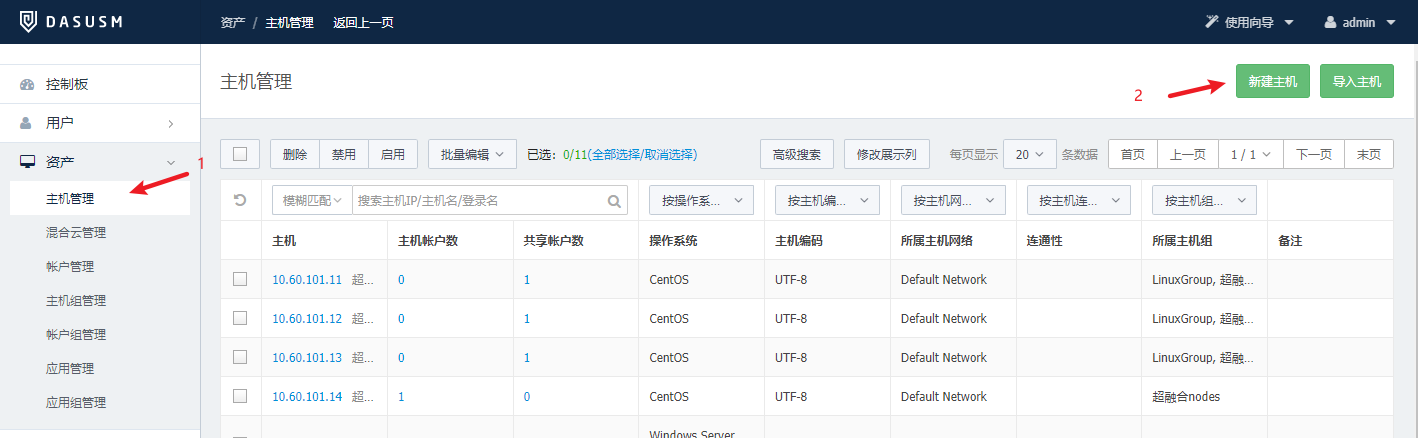 DASUSM
资产 / 主机管理 返回上一页
使用向导 admin
控制板
用户
资产
1
主机管理
混合云管理
帐户管理
主机组管理
帐户组管理
应用管理
应用组管理
主机管理
2
新建主机 导入主机
删除 禁用 启用 批量编辑 已选：0/11(全部选择/取消选择) 高级搜索 修改展示列 每页显示 20 条数据 首页 上一页 1 / 1 下一页 末页
模糊匹配 搜索主机IP/主机名/登录名 按操作系... 按主机编... 按主机网... 按主机连... 按主机组...
主机 主机帐户数 共享帐户数 操作系统 主机编码 所属主机网络 连通性 所属主机组 备注
10.60.101.11 超... 0 1 CentOS UTF-8 Default Network LinuxGroup, 超融...
10.60.101.12 超... 0 1 CentOS UTF-8 Default Network LinuxGroup, 超融...
10.60.101.13 超... 0 1 CentOS UTF-8 Default Network LinuxGroup, 超融...
10.60.101.14 超... 1 0 CentOS UTF-8 Default Network 超融合nodes
Windows Server